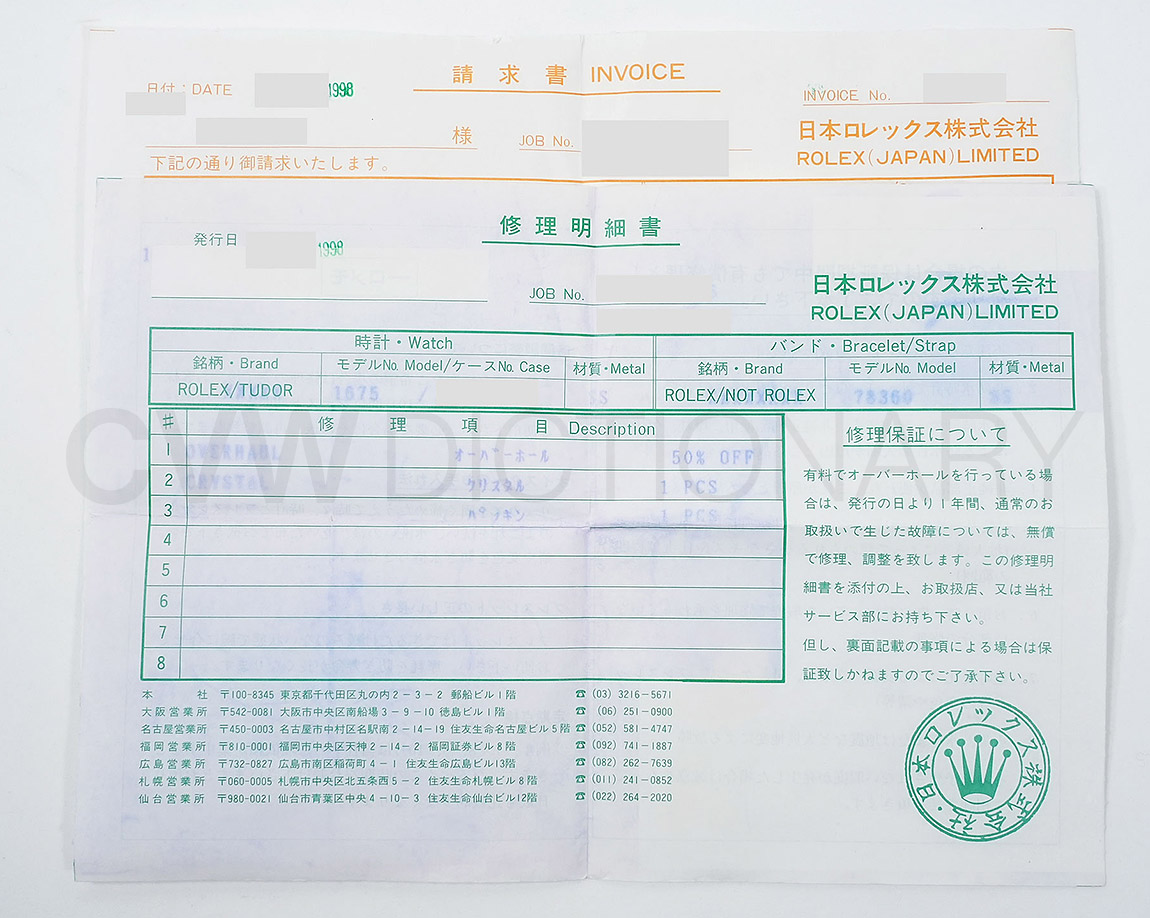 請求書 INVOICE
日付：DATE 1998
INVOICE No.
様
JOB No.
日本ロレックス株式会社
ROLEX(JAPAN)LIMITED
下記の通り御請求いたします。
修理明細書
発行日 1998
JOB No.
日本ロレックス株式会社
ROLEX(JAPAN)LIMITED
時計・Watch バンド・Bracelet/Strap
銘柄・Brand モデルNo. Model/ケースNo. Case 材質・Metal 銘柄・Brand モデルNo. Model 材質・Metal
ROLEX/TUDOR 1675 / SS ROLEX/NOT ROLEX 78360 SS
# 修理項目 Description
1 OVERHAUL オーバーホール 50% OFF
2 CRYSTAL クリスタル 1 PCS
3 パッキン 1 PCS
4
5
6
7
8
修理保証について
有料でオーバーホールを行っている場
合は、発行の日より1年間、通常のお
取扱いで生じた故障については、無償
で修理、調整を致します。この修理明
細書を添付の上、お取扱店、又は当社
サービス部にお持ち下さい。
但し、裏面記載の事項による場合は保
証致しかねますのでご了承下さい。
本社 〒100-8345 東京都千代田区丸の内2-3-2 郵船ビル1階 ☎(03) 3216-5671
大阪営業所 〒542-0081 大阪市中央区南船場3-9-10 徳島ビル1階 ☎(06) 251-0900
名古屋営業所 〒450-0003 名古屋市中村区名駅南2-14-19 住友生命名古屋ビル5階 ☎(052) 581-4747
福岡営業所 〒810-0001 福岡市中央区天神2-14-2 福岡証券ビル8階 ☎(092) 741-1887
広島営業所 〒732-0827 広島市南区稲荷町4-1 住友生命広島ビル13階 ☎(082) 262-7639
札幌営業所 〒060-0005 札幌市中央区北五条西5-2 住友生命札幌ビル8階 ☎(011) 241-0852
仙台営業所 〒980-0021 仙台市青葉区中央4-10-3 住友生命仙台ビル12階 ☎(022) 264-2020
日本ロレックス株式会社・
CWW DICTIONARY